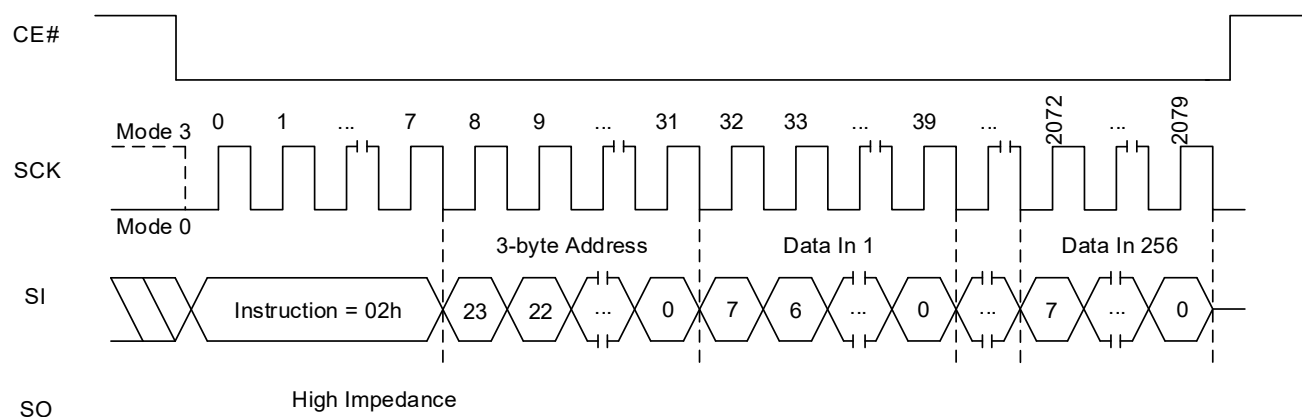 CE#
0 1 ... 7 8 9 ... 31 32 33 ... 39 ... 2072 ... 2079
Mode 3
SCK
Mode 0
3-byte Address Data In 1 Data In 256
SI Instruction = 02h 23 22 ... 0 7 6 ... 0 ... 7 ... 0
High Impedance
SO